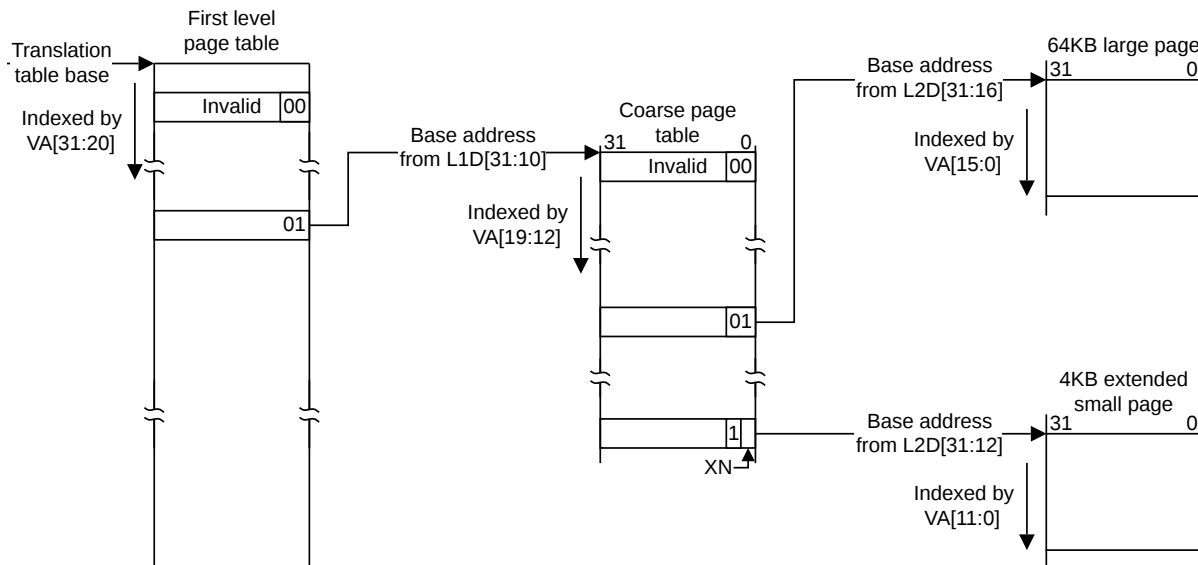 First level
page table
Translation
table base
Indexed by
VA[31:20]
Invalid 00
01
Base address
from L1D[31:10]
Coarse page
table
31 0
Invalid 00
Indexed by
VA[19:12]
01
1
XN
Base address
from L2D[31:16]
64KB large page
31 0
Indexed by
VA[15:0]
Base address
from L2D[31:12]
4KB extended
small page
31 0
Indexed by
VA[11:0]